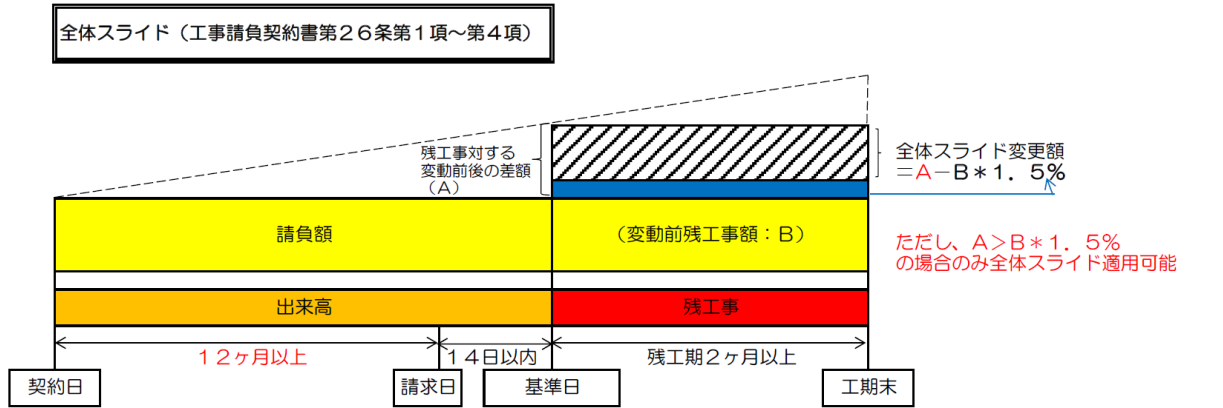 全体スライド（工事請負契約書第２６条第１項～第４項）
残工事対する
変動前後の差額
（Ａ）
全体スライド変更額
＝Ａ－Ｂ＊１．５％
請負額
（変動前残工事額：Ｂ）
ただし、Ａ＞Ｂ＊１．５％
の場合のみ全体スライド適用可能
出来高
残工事
１２ヶ月以上
１４日以内
残工期２ヶ月以上
契約日
請求日
基準日
工期末